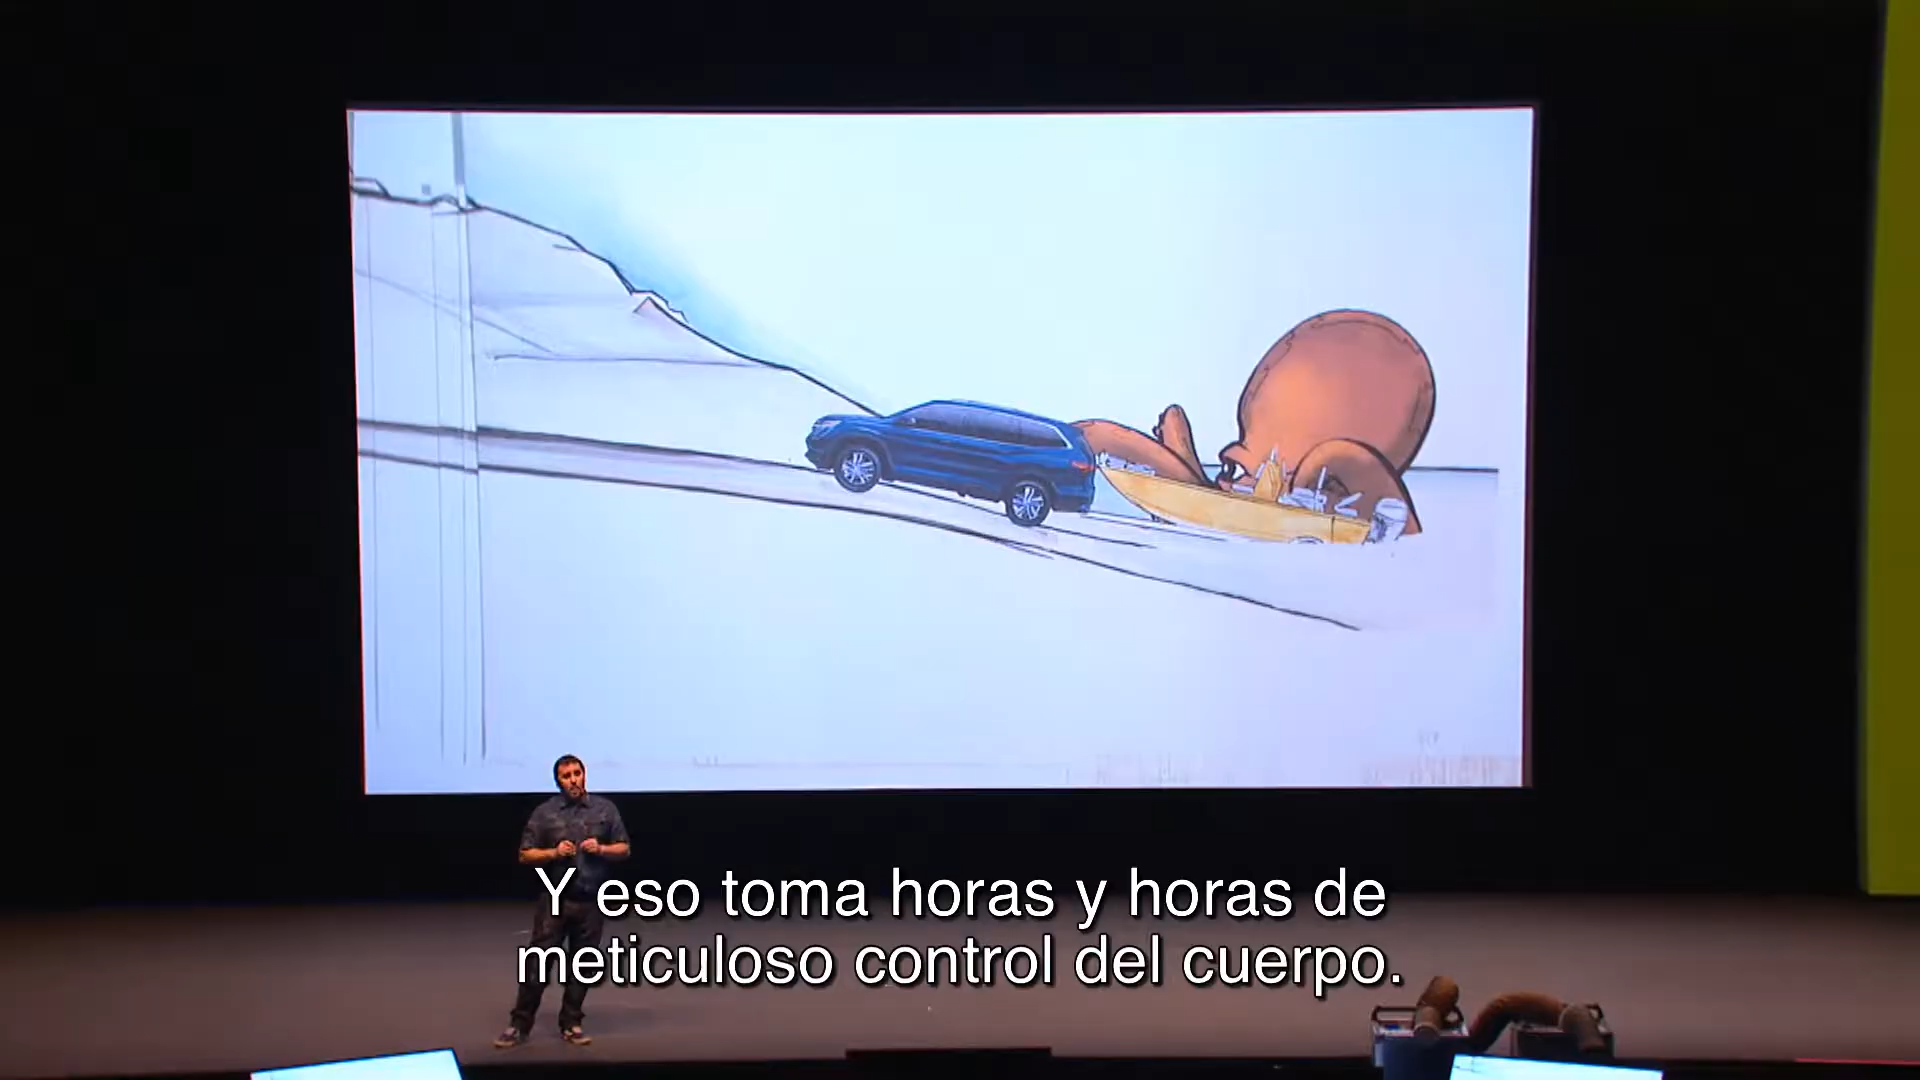 Y eso toma horas y horas de
meticuloso control del cuerpo.